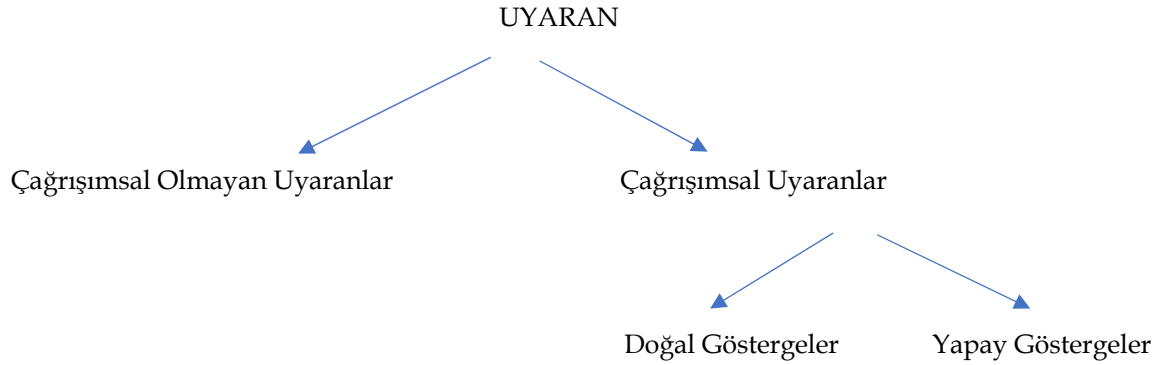 UYARAN
Çağrışımsal Olmayan Uyaranlar
Çağrışımsal Uyaranlar
Doğal Göstergeler
Yapay Göstergeler